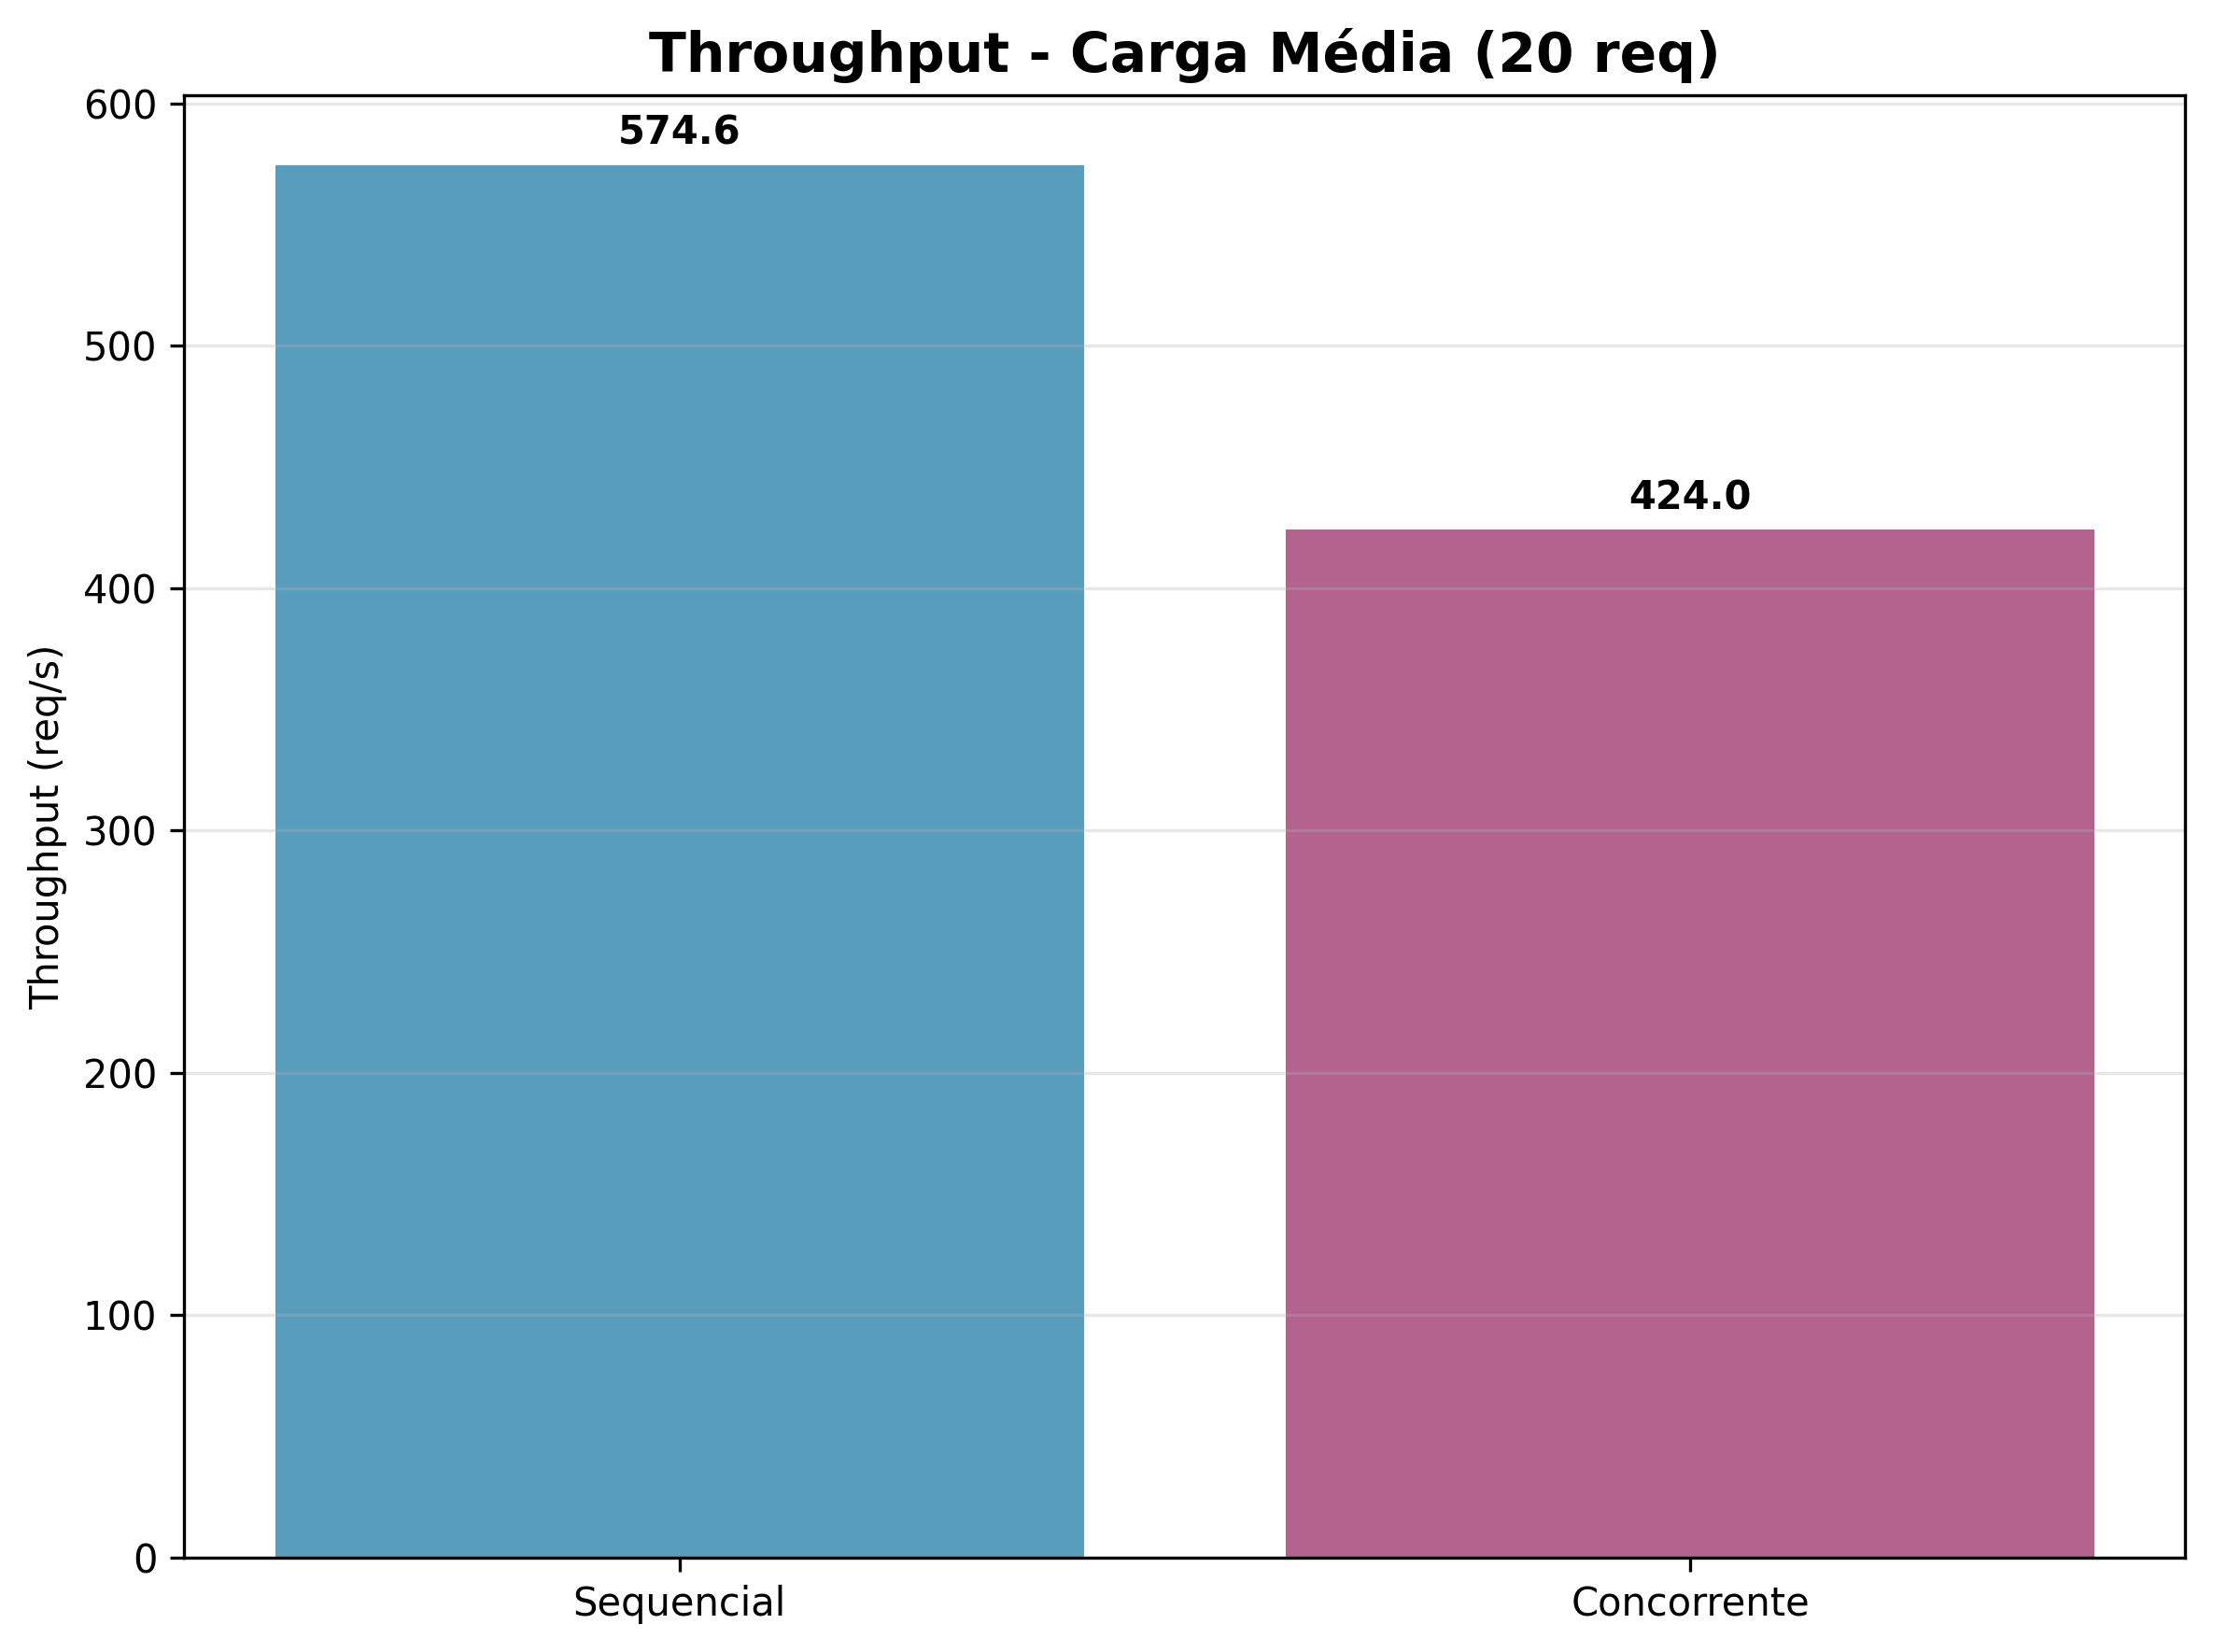 Throughput - Carga Média (20 req)
Throughput (req/s)
600
500
400
300
200
100
0
574.6
424.0
Sequencial
Concorrente